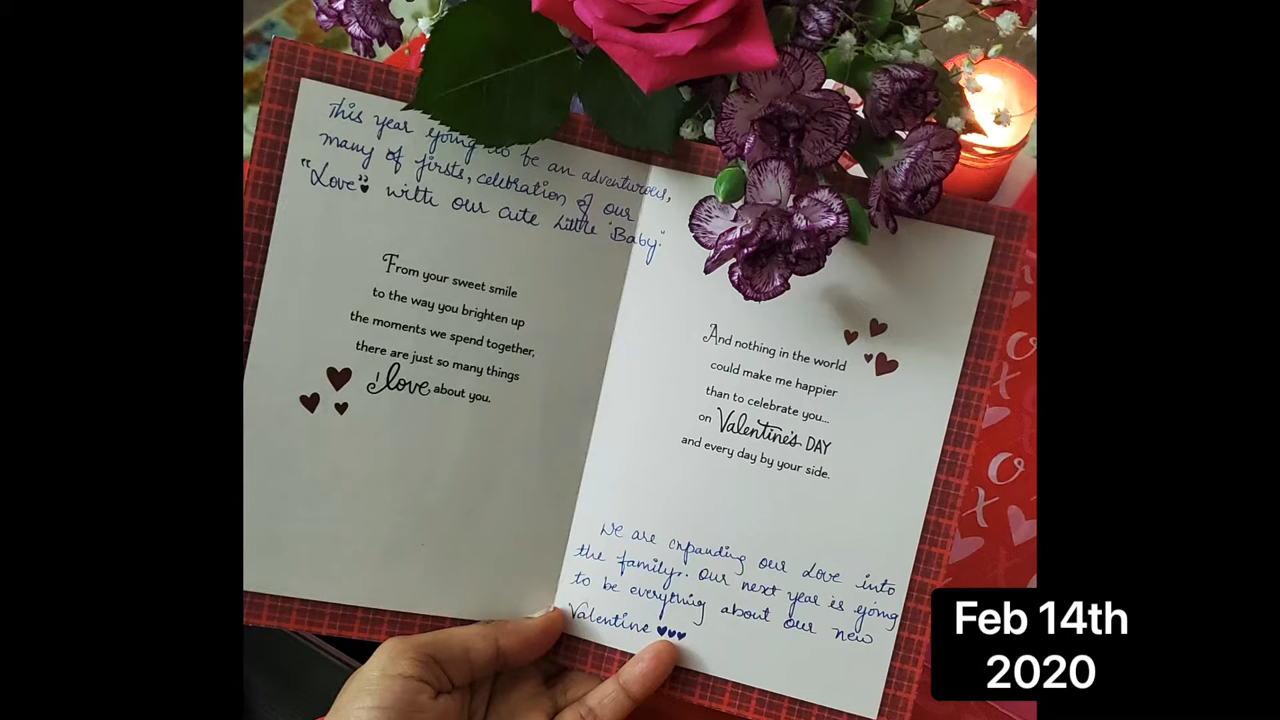 This year going to be an adventurous,
many of firsts, celebration of our
"Love" with our cute little "Baby."
From your sweet smile
to the way you brighten up
the moments we spend together,
there are just so many things
I love about you.
And nothing in the world
could make me happier
than to celebrate you...
on Valentine's DAY
and every day by your side.
We are expanding our love into
the family.. Our next year is going
to be everything about our new
Valentine ♥♥♥
Feb 14th
2020